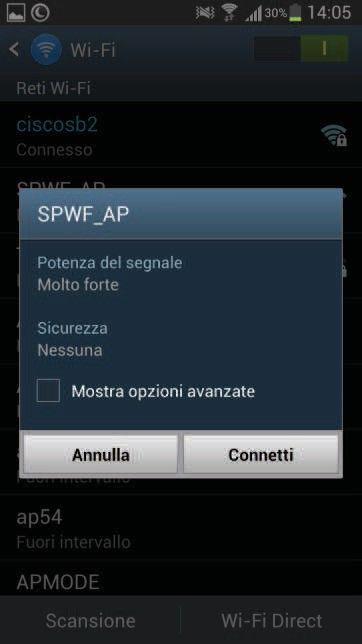 30% 14:05
Wi-Fi
Reti Wi-Fi
ciscosb2
Connesso
SPWF_AP
SPWF_AP
Potenza del segnale
Molto forte
Sicurezza
Nessuna
Mostra opzioni avanzate
Annulla Connetti
Fuori intervallo
ap54
Fuori intervallo
APMODE
Scansione Wi-Fi Direct